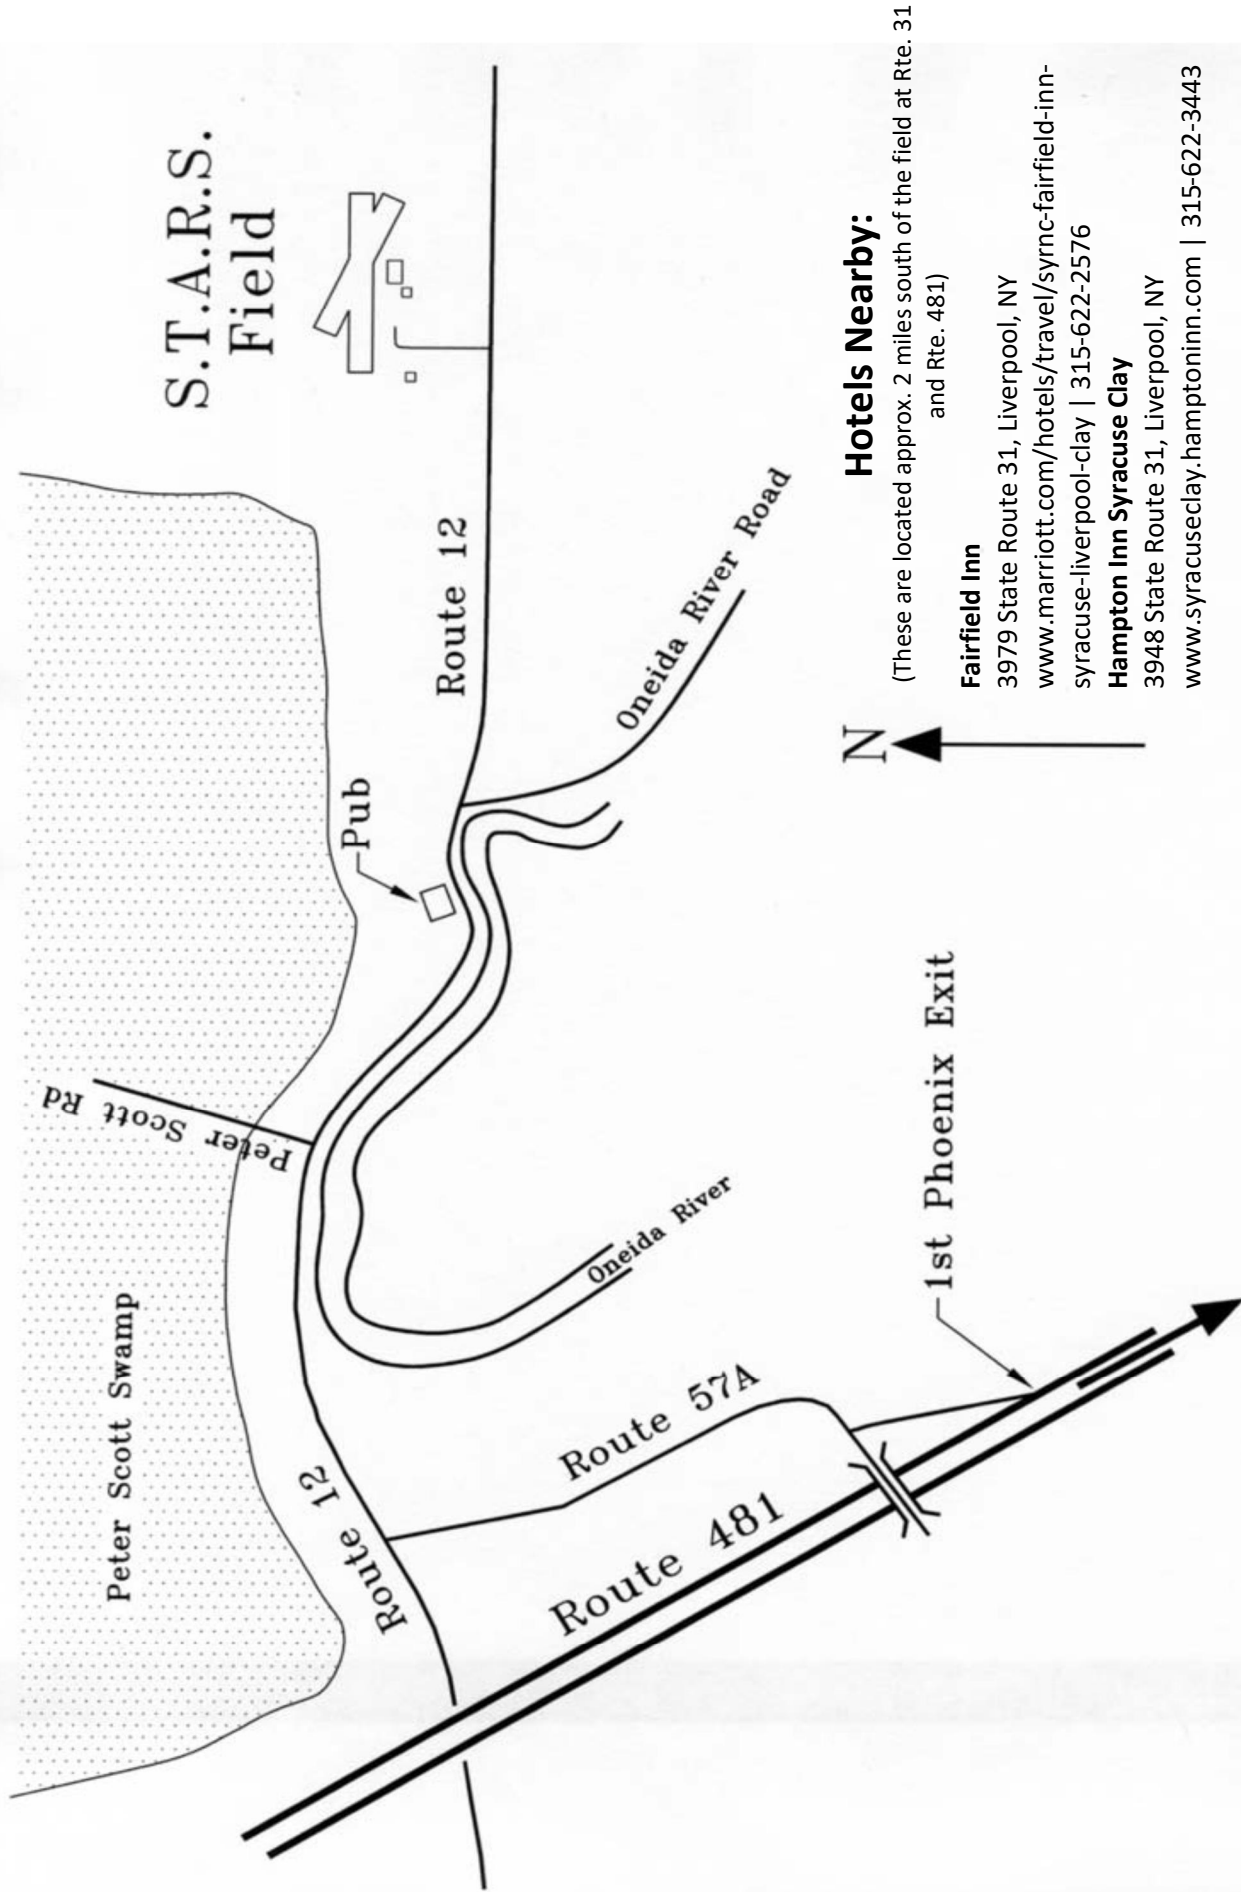 S.T.A.R.S.
Field
Peter Scott Swamp
Peter Scott Rd
Pub
Route 12
Route 12
Oneida River Road
Oneida River
Route 57A
Route 481
1st Phoenix Exit
N
Hotels Nearby:
(These are located approx. 2 miles south of the field at Rte. 31
and Rte. 481)
Fairfield Inn
3979 State Route 31, Liverpool, NY
www.marriott.com/hotels/travel/syrnc-fairfield-inn-
syracuse-liverpool-clay | 315-622-2576
Hampton Inn Syracuse Clay
3948 State Route 31, Liverpool, NY
www.syracuseclay.hamptoninn.com | 315-622-3443